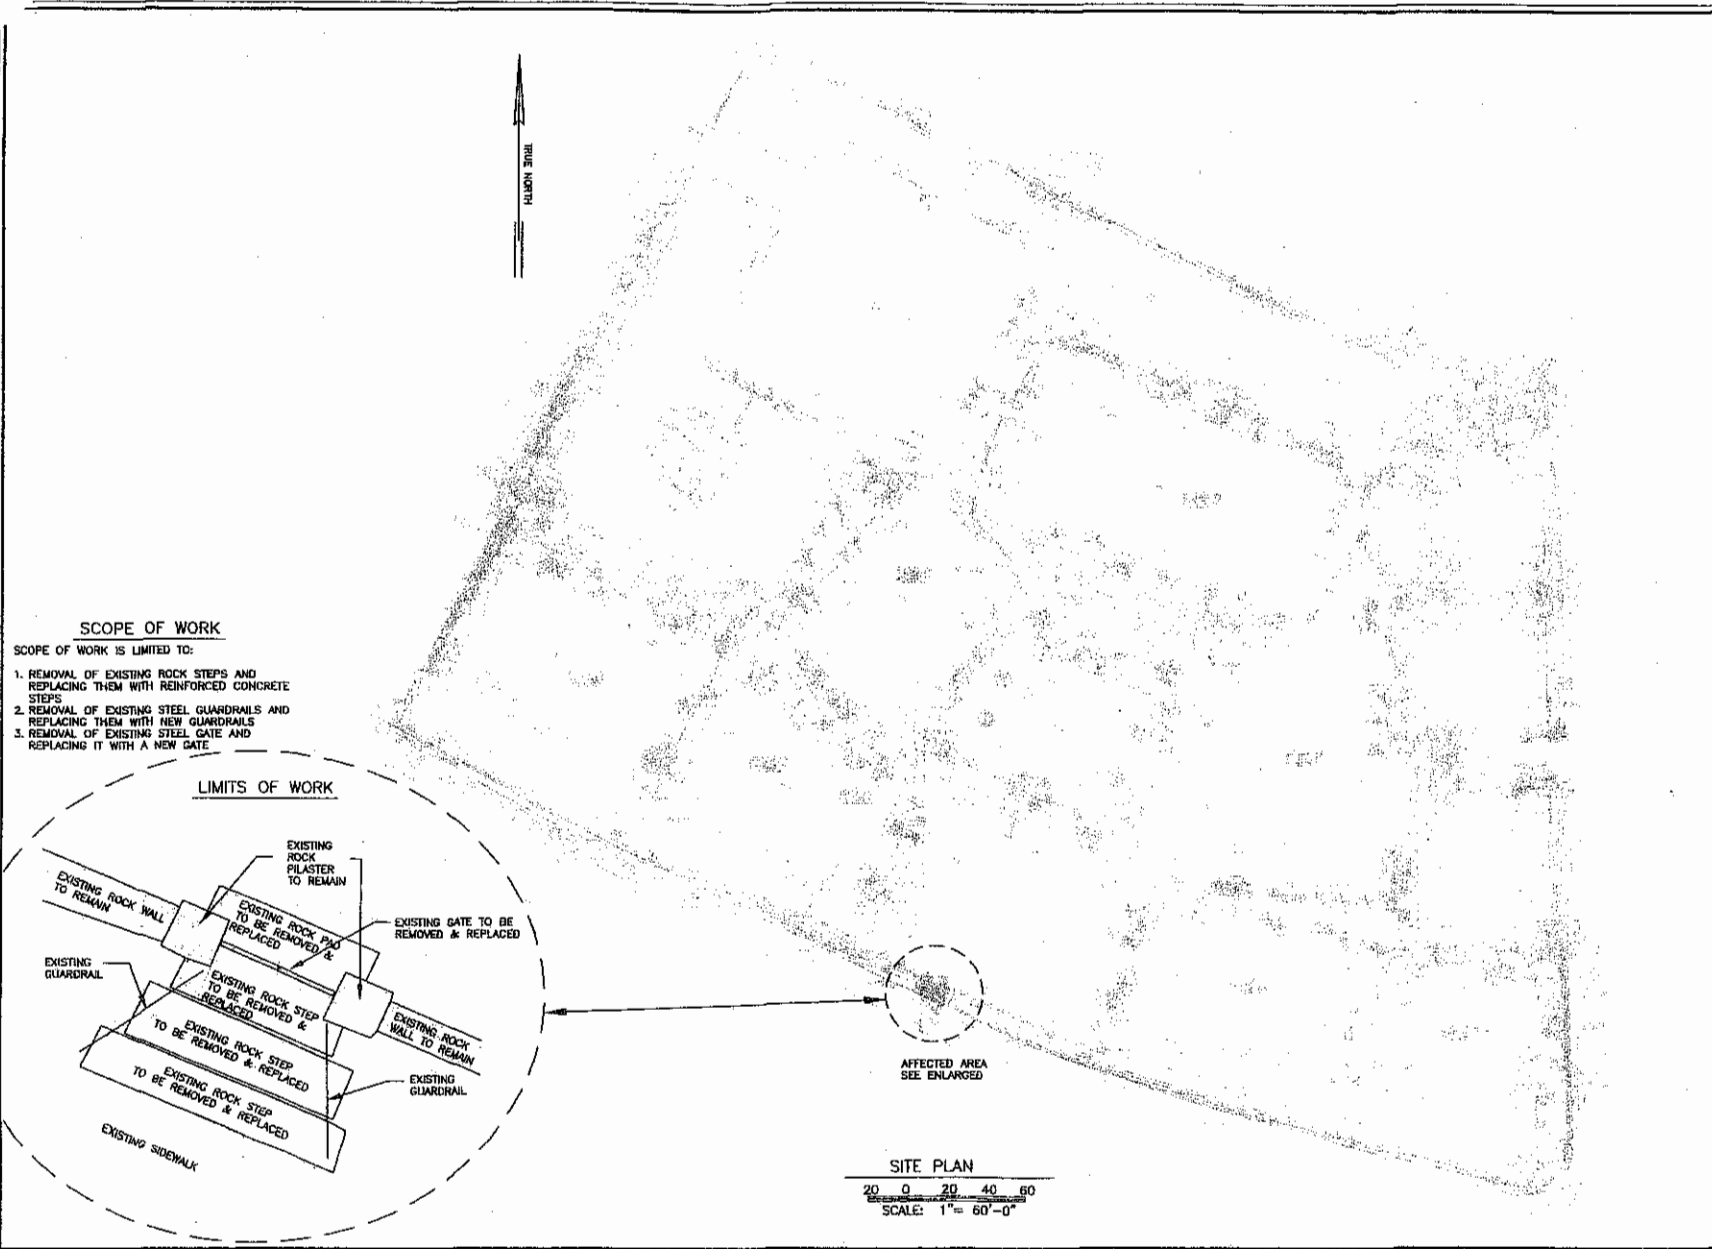 TRUE NORTH
SCOPE OF WORK
SCOPE OF WORK IS LIMITED TO:
1. REMOVAL OF EXISTING ROCK STEPS AND
REPLACING THEM WITH REINFORCED CONCRETE
STEPS
2. REMOVAL OF EXISTING STEEL GUARDRAILS AND
REPLACING THEM WITH NEW GUARDRAILS
3. REMOVAL OF EXISTING STEEL GATE AND
REPLACING IT WITH A NEW GATE
LIMITS OF WORK
EXISTING
ROCK
PILASTER
TO REMAIN
EXISTING ROCK WALL
TO REMAIN
EXISTING ROCK PAD
TO BE REMOVED &
REPLACED
EXISTING GATE TO BE
REMOVED & REPLACED
EXISTING
GUARDRAIL
EXISTING ROCK STEP
TO BE REMOVED &
REPLACED
EXISTING ROCK
WALL TO REMAIN
EXISTING ROCK STEP
TO BE REMOVED & REPLACED
EXISTING
GUARDRAIL
EXISTING ROCK STEP
TO BE REMOVED & REPLACED
EXISTING SIDEWALK
AFFECTED AREA
SEE ENLARGED
SITE PLAN
20 0 20 40 60
SCALE: 1"= 60'-0"